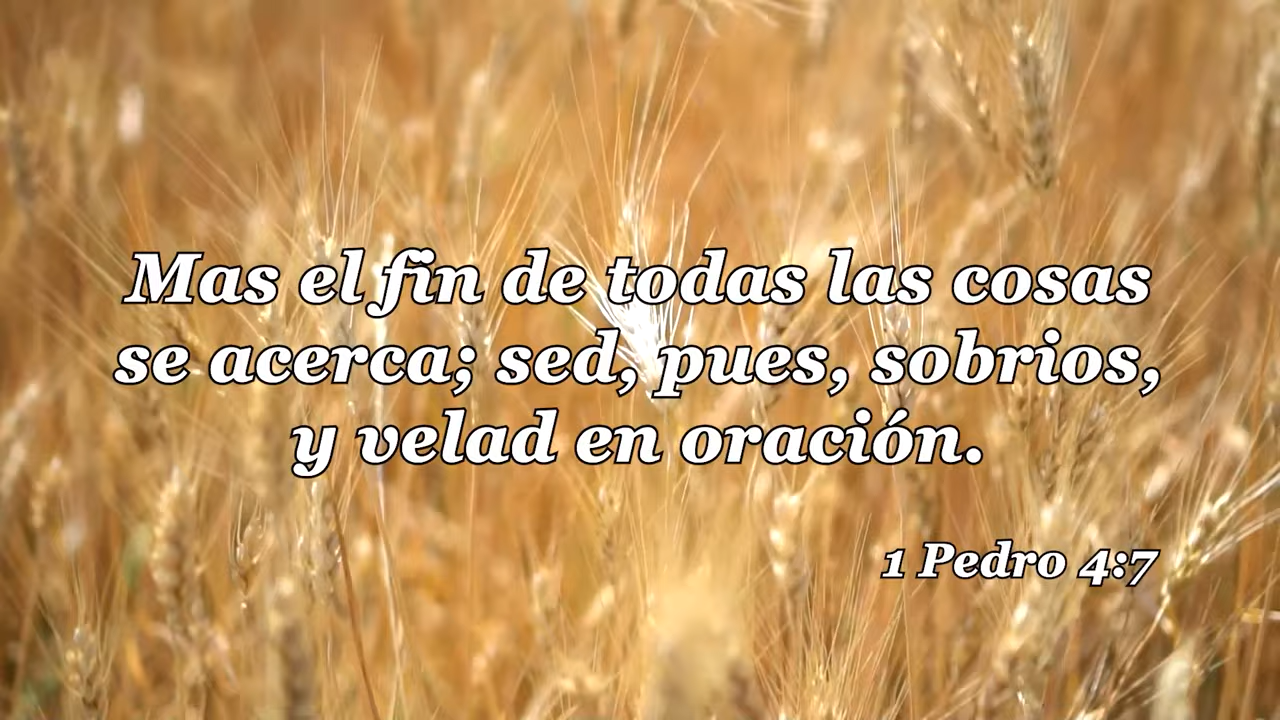 Mas el fin de todas las cosas
se acerca; sed, pues, sobrios,
y velad en oración.
1 Pedro 4:7